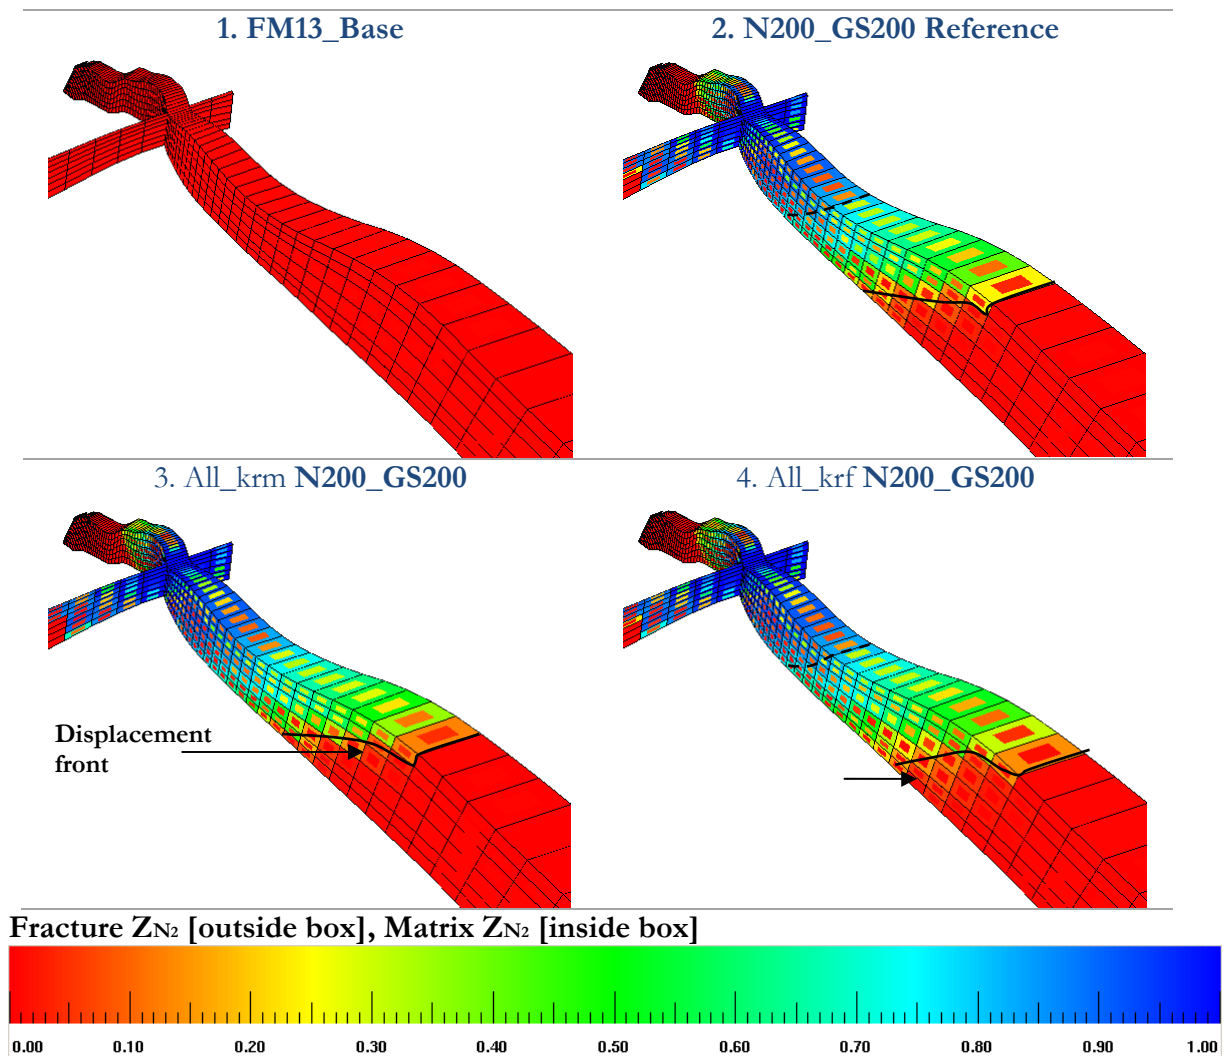 1. FM13_Base
2. N200_GS200 Reference
3. All_krm N200_GS200
4. All_krf N200_GS200
Displacement
front
Fracture ZN2 [outside box], Matrix ZN2 [inside box]
0.00 0.10 0.20 0.30 0.40 0.50 0.60 0.70 0.80 0.90 1.00